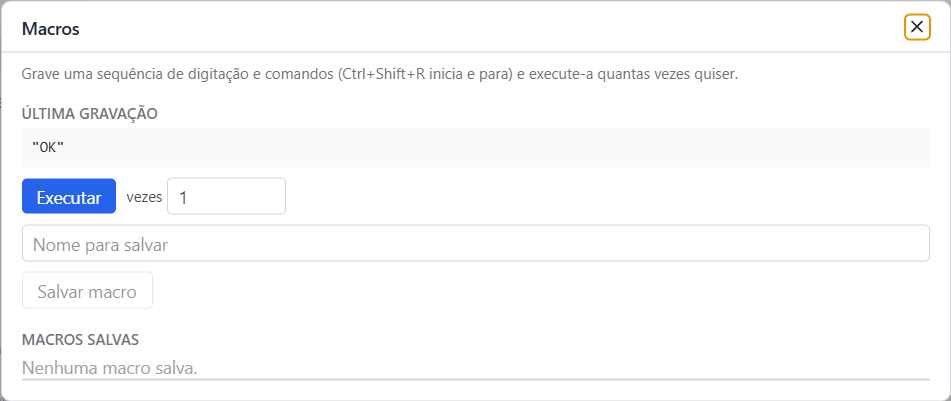 Macros
Grave uma sequência de digitação e comandos (Ctrl+Shift+R inicia e para) e execute-a quantas vezes quiser.
ÚLTIMA GRAVAÇÃO
"OK"
Executar vezes 1
Nome para salvar
Salvar macro
MACROS SALVAS
Nenhuma macro salva.